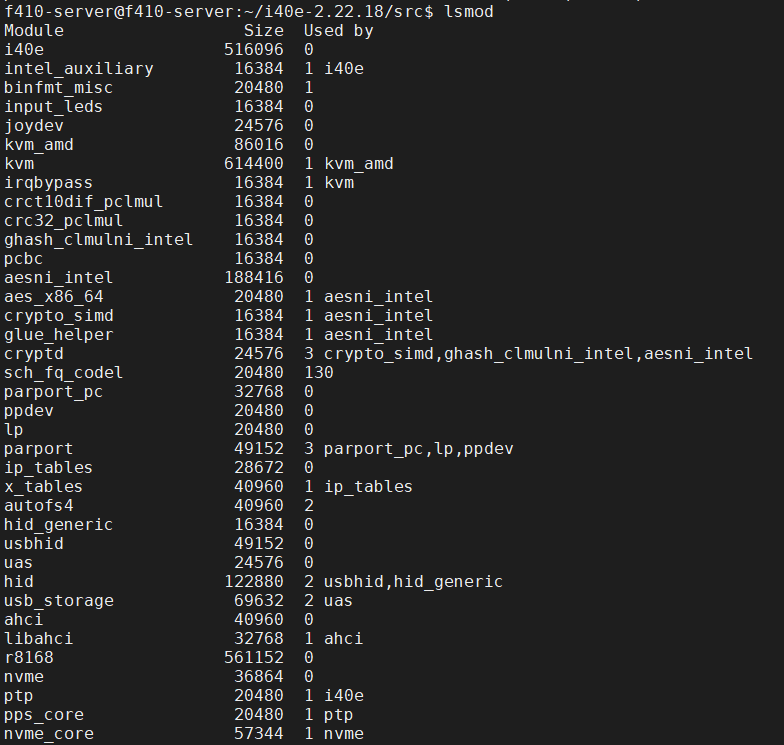 f410-server@f410-server:~/i40e-2.22.18/src$ lsmod
Module                  Size  Used by
i40e                  516096  0
intel_auxiliary        16384  1 i40e
binfmt_misc            20480  1
input_leds             16384  0
joydev                 24576  0
kvm_amd                86016  0
kvm                   614400  1 kvm_amd
irqbypass              16384  1 kvm
crct10dif_pclmul       16384  0
crc32_pclmul           16384  0
ghash_clmulni_intel    16384  0
pcbc                   16384  0
aesni_intel           188416  0
aes_x86_64             20480  1 aesni_intel
crypto_simd            16384  1 aesni_intel
glue_helper            16384  1 aesni_intel
cryptd                 24576  3 crypto_simd,ghash_clmulni_intel,aesni_intel
sch_fq_codel           20480  130
parport_pc             32768  0
ppdev                  20480  0
lp                     20480  0
parport                49152  3 parport_pc,lp,ppdev
ip_tables              28672  0
x_tables               40960  1 ip_tables
autofs4                40960  2
hid_generic            16384  0
usbhid                 49152  0
uas                    24576  0
hid                   122880  2 usbhid,hid_generic
usb_storage            69632  2 uas
ahci                   40960  0
libahci                32768  1 ahci
r8168                 561152  0
nvme                   36864  0
ptp                    20480  1 i40e
pps_core               20480  1 ptp
nvme_core              57344  1 nvme